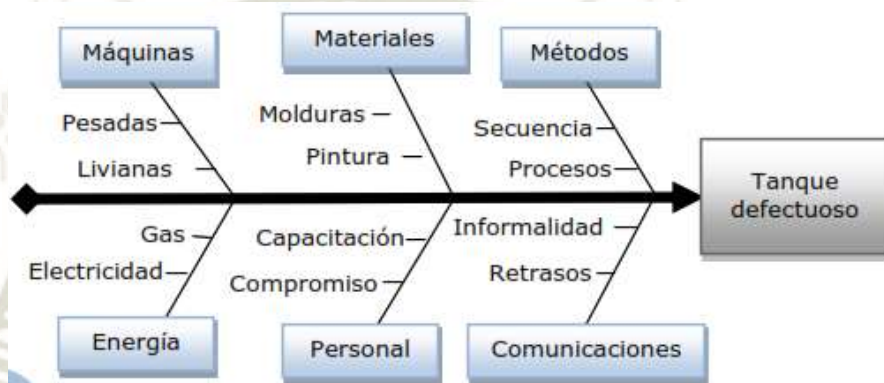 Máquinas
Materiales
Métodos
Pesadas
Livianas
Molduras
Pintura
Secuencia
Procesos
Tanque
defectuoso
Gas
Electricidad
Capacitación
Compromiso
Informalidad
Retrasos
Energía
Personal
Comunicaciones